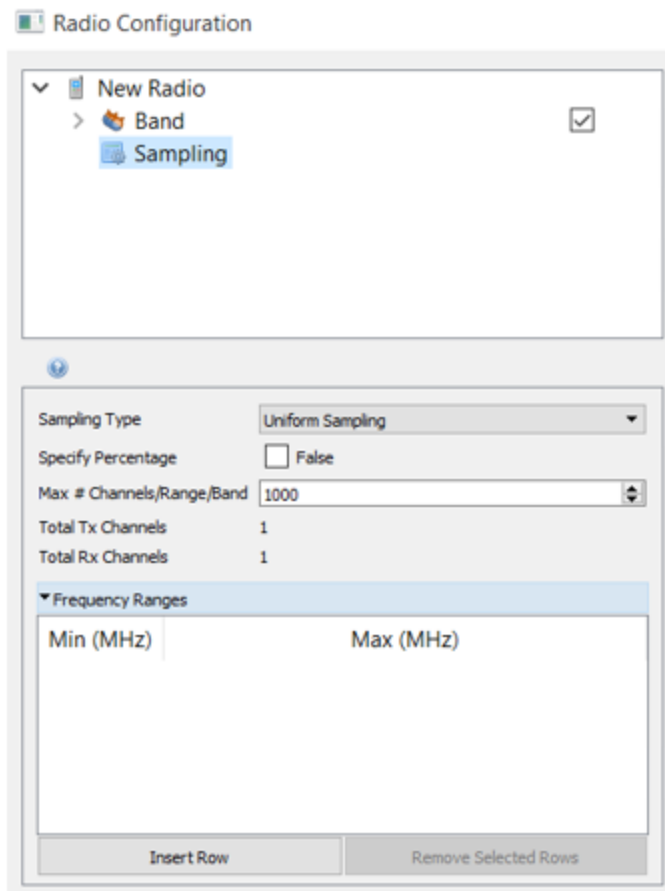 Radio Configuration
New Radio
Band
Sampling
Sampling Type Uniform Sampling
Specify Percentage False
Max # Channels/Range/Band 1000
Total Tx Channels 1
Total Rx Channels 1
Frequency Ranges
Min (MHz) Max (MHz)
Insert Row Remove Selected Rows